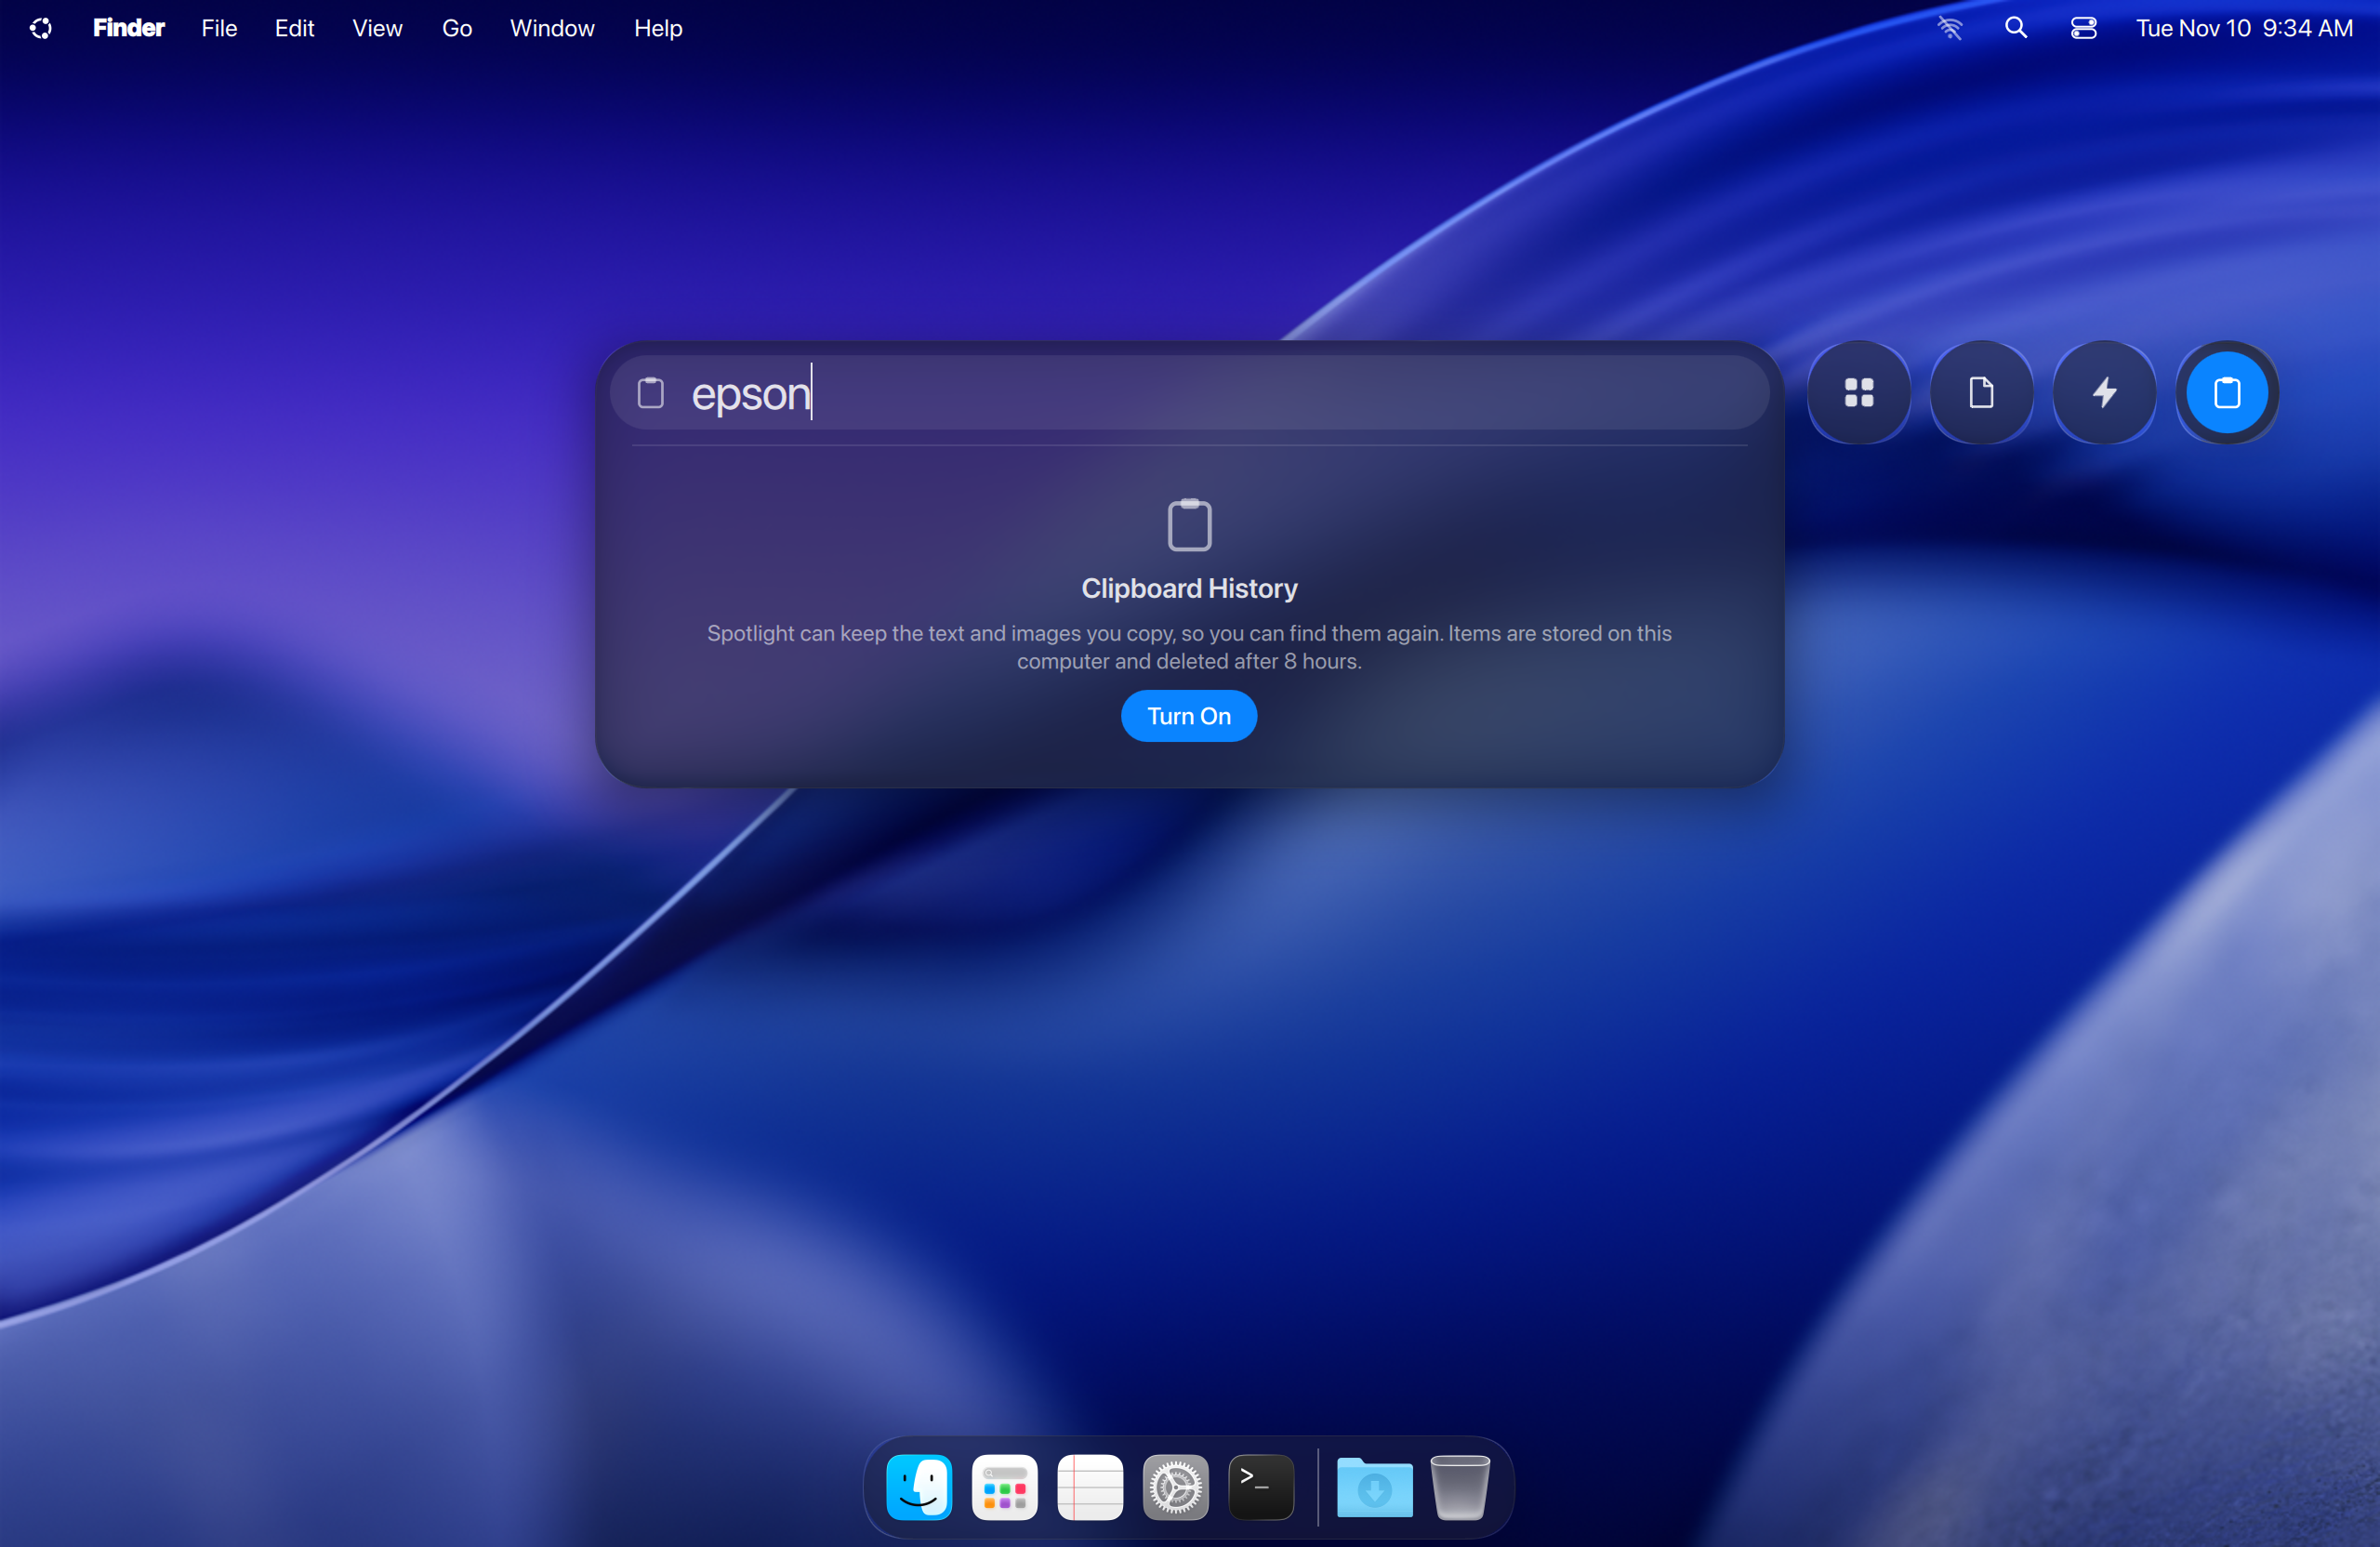 Finder File Edit View Go Window Help Tue Nov 10 9:34 AM
epson
Clipboard History
Spotlight can keep the text and images you copy, so you can find them again. Items are stored on this
computer and deleted after 8 hours.
Turn On
>_